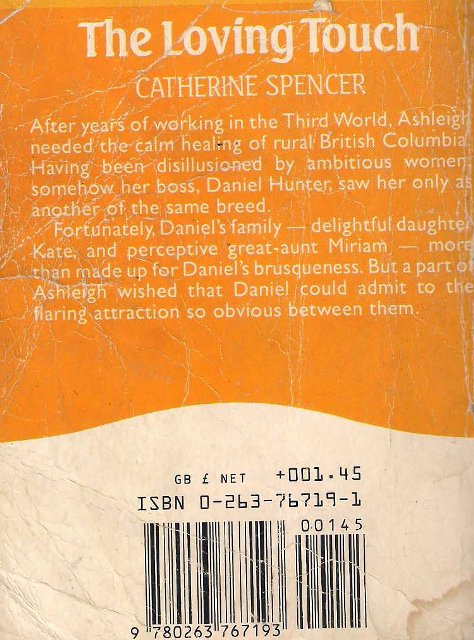 The Loving Touch
CATHERINE SPENCER
After years of working in the Third World, Ashleigh
needed the calm healing of rural British Columbia.
Having been disillusioned by ambitious women,
somehow her boss, Daniel Hunter, saw her only as
another of the same breed.
Fortunately, Daniel's family — delightful daughter
Kate, and perceptive great-aunt Miriam — more
than made up for Daniel's brusqueness. But a part of
Ashleigh wished that Daniel could admit to the
flaring attraction so obvious between them.
GB £ NET +001.45
ISBN 0-263-76719-1
00145
9 780263 767193